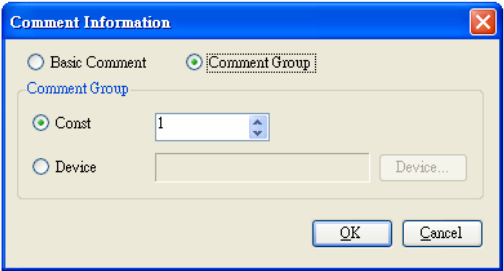 Comment Information
Basic Comment Comment Group
Comment Group
Const 1
Device Device...
OK Cancel